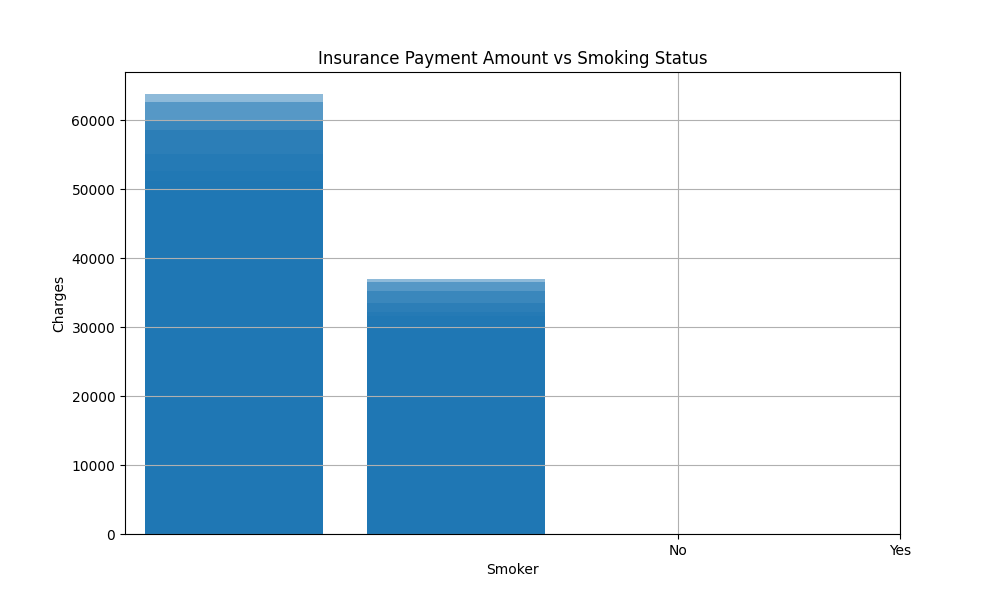 Insurance Payment Amount vs Smoking Status
60000
50000
40000
30000
20000
10000
0
Charges
No
Yes
Smoker